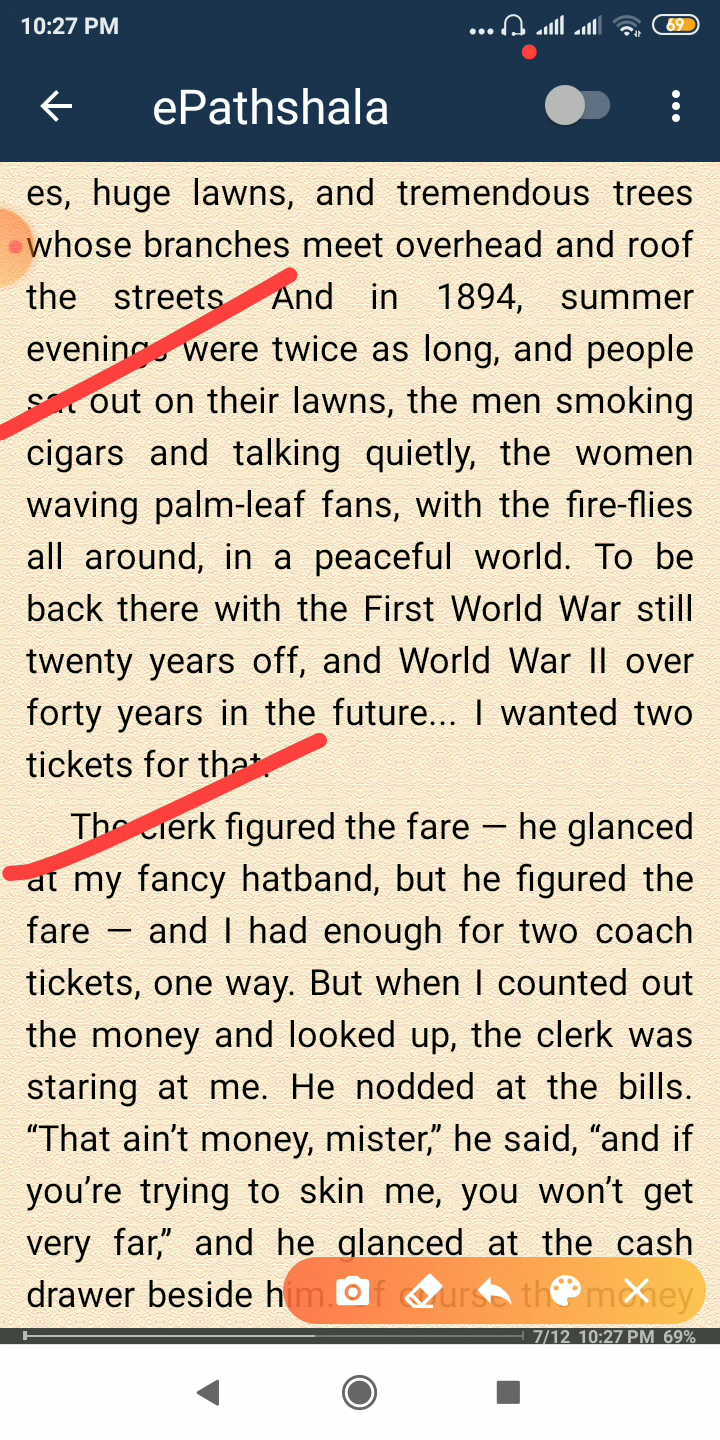 10:27 PM
69
ePathshala
es, huge lawns, and tremendous trees
whose branches meet overhead and roof
the streets And in 1894, summer
evenings were twice as long, and people
sat out on their lawns, the men smoking
cigars and talking quietly, the women
waving palm-leaf fans, with the fire-flies
all around, in a peaceful world. To be
back there with the First World War still
twenty years off, and World War II over
forty years in the future... I wanted two
tickets for that.
The clerk figured the fare — he glanced
at my fancy hatband, but he figured the
fare — and I had enough for two coach
tickets, one way. But when I counted out
the money and looked up, the clerk was
staring at me. He nodded at the bills.
“That ain’t money, mister,” he said, “and if
you’re trying to skin me, you won’t get
very far,” and he glanced at the cash
drawer beside him. Of course the money
7/12 10:27 PM 69%